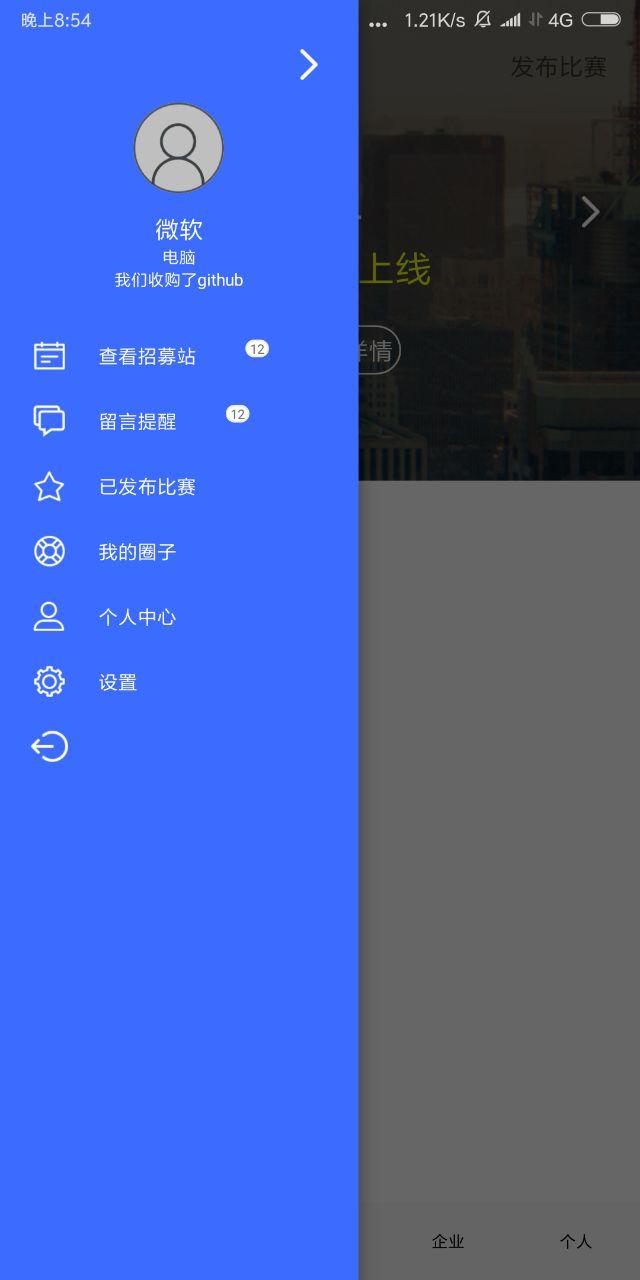 晚上8:54
... 1.21K/s 4G
发布比赛
微软
电脑
我们收购了github
上线
详情
查看招募站 12
留言提醒 12
已发布比赛
我的圈子
个人中心
设置
企业 个人